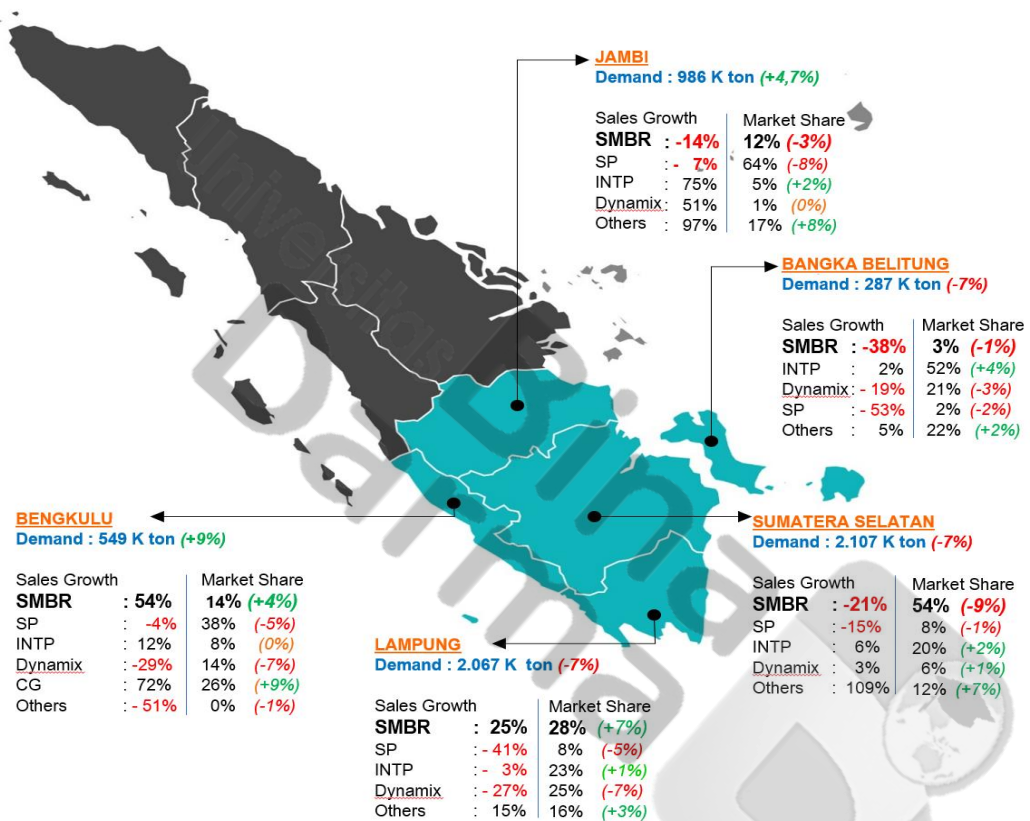 JAMBI
Demand : 986 K ton (+4,7%)
Sales Growth Market Share
SMBR : -14% 12% (-3%)
SP : - 7% 64% (-8%)
INTP : 75% 5% (+2%)
Dynamix : 51% 1% (0%)
Others : 97% 17% (+8%)
BANGKA BELITUNG
Demand : 287 K ton (-7%)
Sales Growth Market Share
SMBR : -38% 3% (-1%)
INTP : 2% 52% (+4%)
Dynamix : - 19% 21% (-3%)
SP : - 53% 2% (-2%)
Others : 5% 22% (+2%)
BENGKULU
Demand : 549 K ton (+9%)
Sales Growth Market Share
SMBR : 54% 14% (+4%)
SP : -4% 38% (-5%)
INTP : 12% 8% (0%)
Dynamix : -29% 14% (-7%)
CG : 72% 26% (+9%)
Others : - 51% 0% (-1%)
LAMPUNG
Demand : 2.067 K ton (-7%)
Sales Growth Market Share
SMBR : 25% 28% (+7%)
SP : - 41% 8% (-5%)
INTP : - 3% 23% (+1%)
Dynamix : - 27% 25% (-7%)
Others : 15% 16% (+3%)
SUMATERA SELATAN
Demand : 2.107 K ton (-7%)
Sales Growth Market Share
SMBR : -21% 54% (-9%)
SP : -15% 8% (-1%)
INTP : 6% 20% (+2%)
Dynamix : 3% 6% (+1%)
Others : 109% 12% (+7%)
Universitas
Bina
Darma